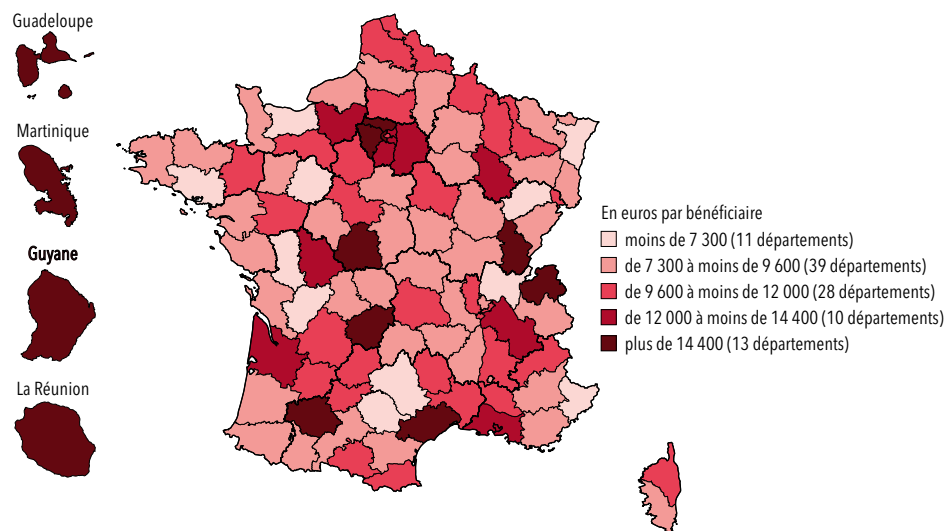 Guadeloupe
Martinique
Guyane
La Réunion
En euros par bénéficiaire
moins de 7 300 (11 départements)
de 7 300 à moins de 9 600 (39 départements)
de 9 600 à moins de 12 000 (28 départements)
de 12 000 à moins de 14 400 (10 départements)
plus de 14 400 (13 départements)